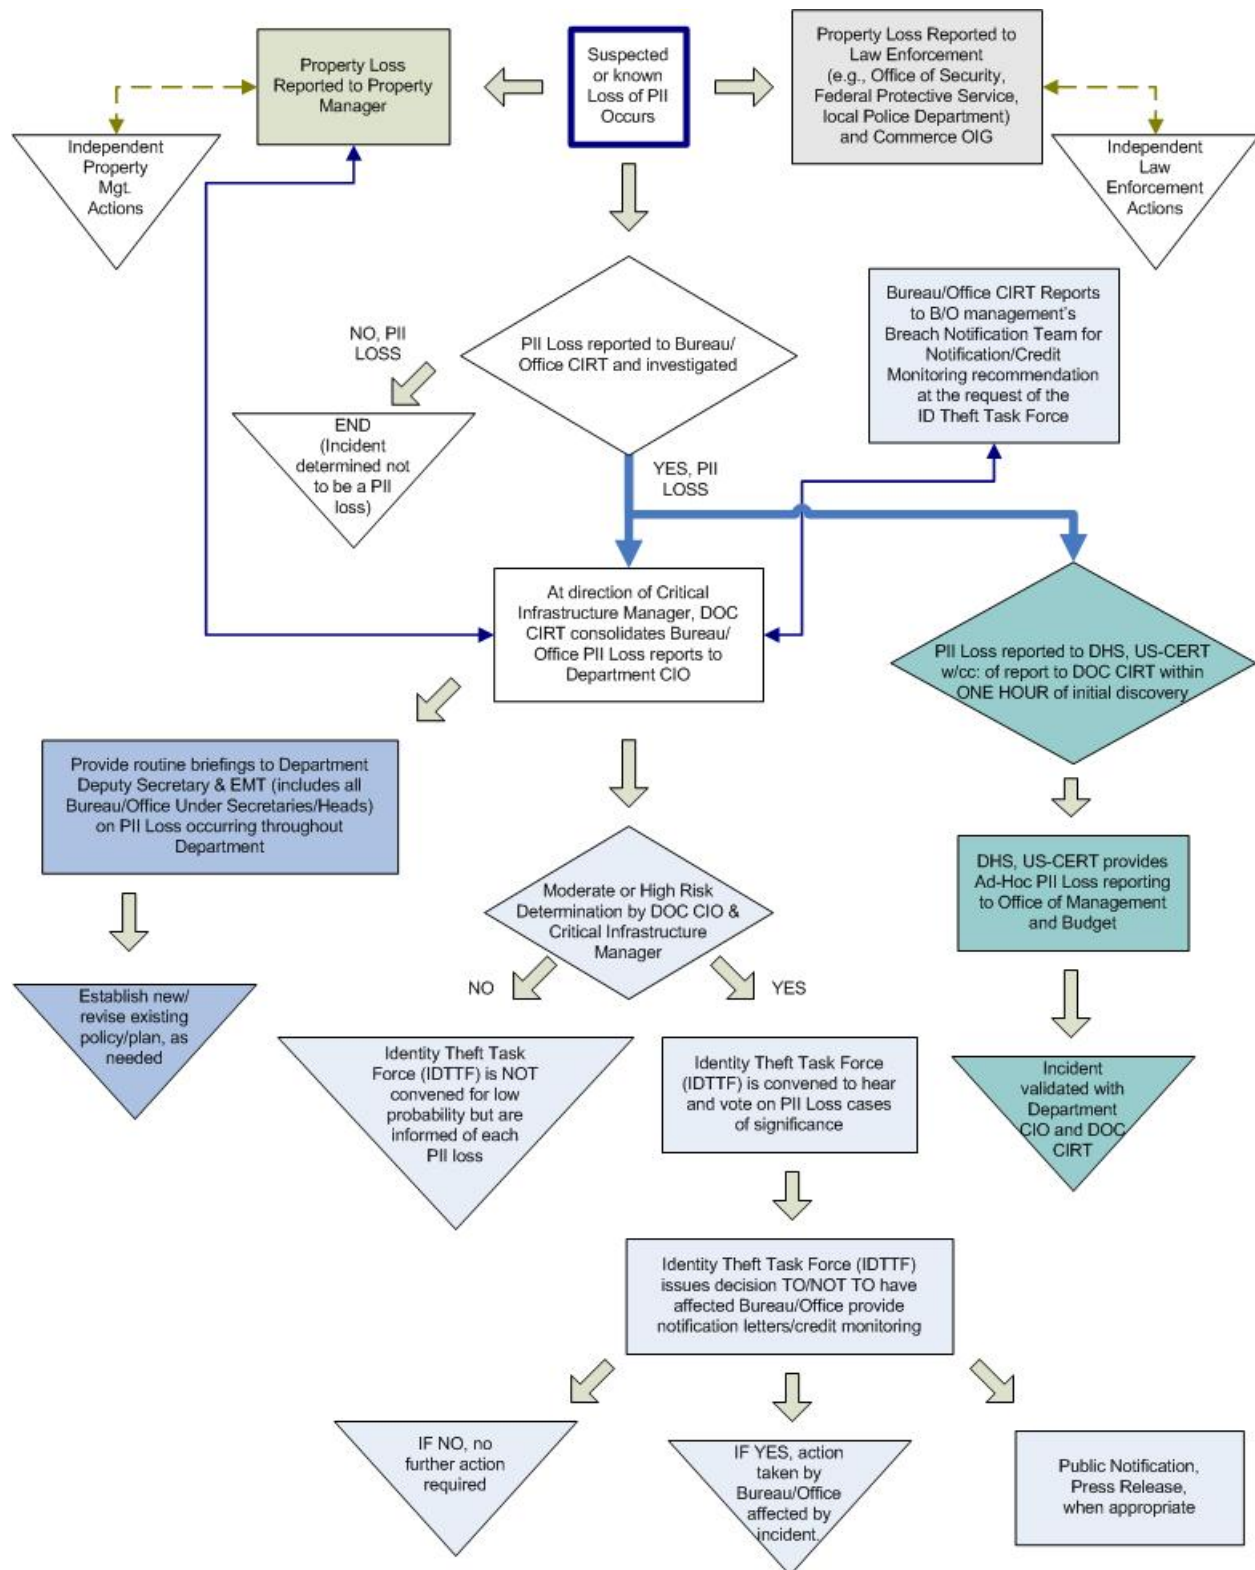 Property Loss
Reported to Property
Manager
Suspected
or known
Loss of PII
Occurs
Property Loss Reported to
Law Enforcement
(e.g., Office of Security,
Federal Protective Service,
local Police Department)
and Commerce OIG
Independent
Property
Mgt.
Actions
Independent
Law
Enforcement
Actions
NO, PII
LOSS
PII Loss reported to Bureau/
Office CIRT and investigated
Bureau/Office CIRT Reports
to B/O management's
Breach Notification Team for
Notification/Credit
Monitoring recommendation
at the request of the
ID Theft Task Force
END
(Incident
determined not
to be a PII
loss)
YES, PII
LOSS
At direction of Critical
Infrastructure Manager, DOC
CIRT consolidates Bureau/
Office PII Loss reports to
Department CIO
PII Loss reported to DHS, US-CERT
w/cc: of report to DOC CIRT within
ONE HOUR of initial discovery
Provide routine briefings to Department
Deputy Secretary & EMT (includes all
Bureau/Office Under Secretaries/Heads)
on PII Loss occurring throughout
Department
Moderate or High Risk
Determination by DOC CIO &
Critical Infrastructure
Manager
DHS, US-CERT provides
Ad-Hoc PII Loss reporting
to Office of Management
and Budget
NO
YES
Establish new/
revise existing
policy/plan, as
needed
Identity Theft Task
Force (IDTTF) is NOT
convened for low
probability but are
informed of each
PII loss
Identity Theft Task Force
(IDTTF) is convened to hear
and vote on PII Loss cases
of significance
Incident
validated with
Department
CIO and DOC
CIRT
Identity Theft Task Force (IDTTF)
issues decision TO/NOT TO have
affected Bureau/Office provide
notification letters/credit monitoring
IF NO, no
further action
required
IF YES, action
taken by
Bureau/Office
affected by
incident.
Public Notification,
Press Release,
when appropriate